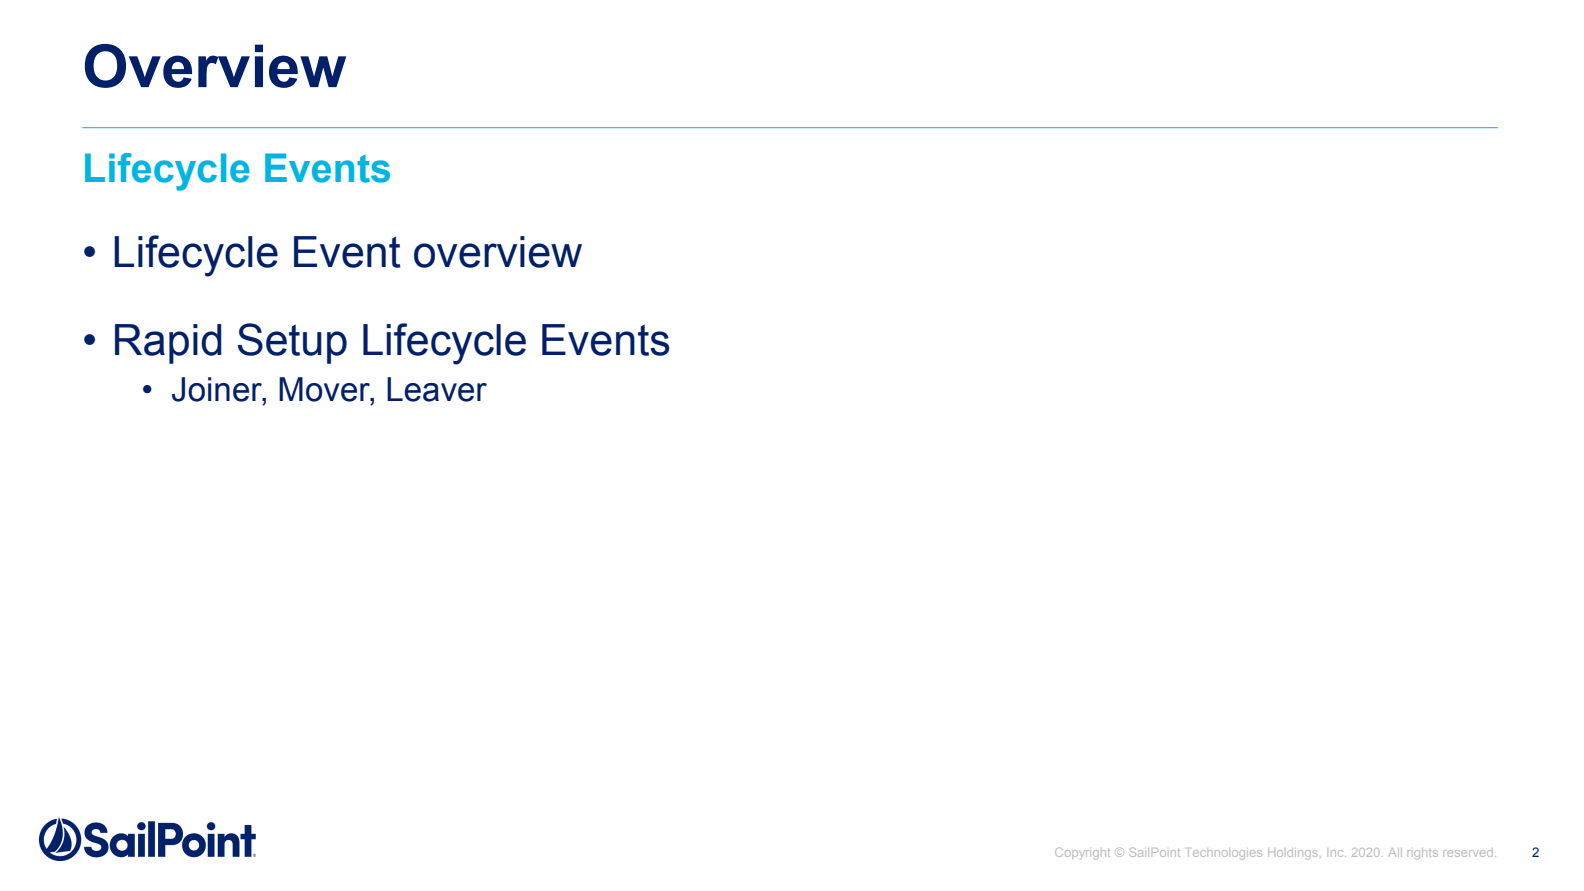 Overview
Lifecycle Events
• Lifecycle Event overview
• Rapid Setup Lifecycle Events
• Joiner, Mover, Leaver
SailPoint
Copyright © SailPoint Technologies Holdings, Inc. 2020. All rights reserved. 2